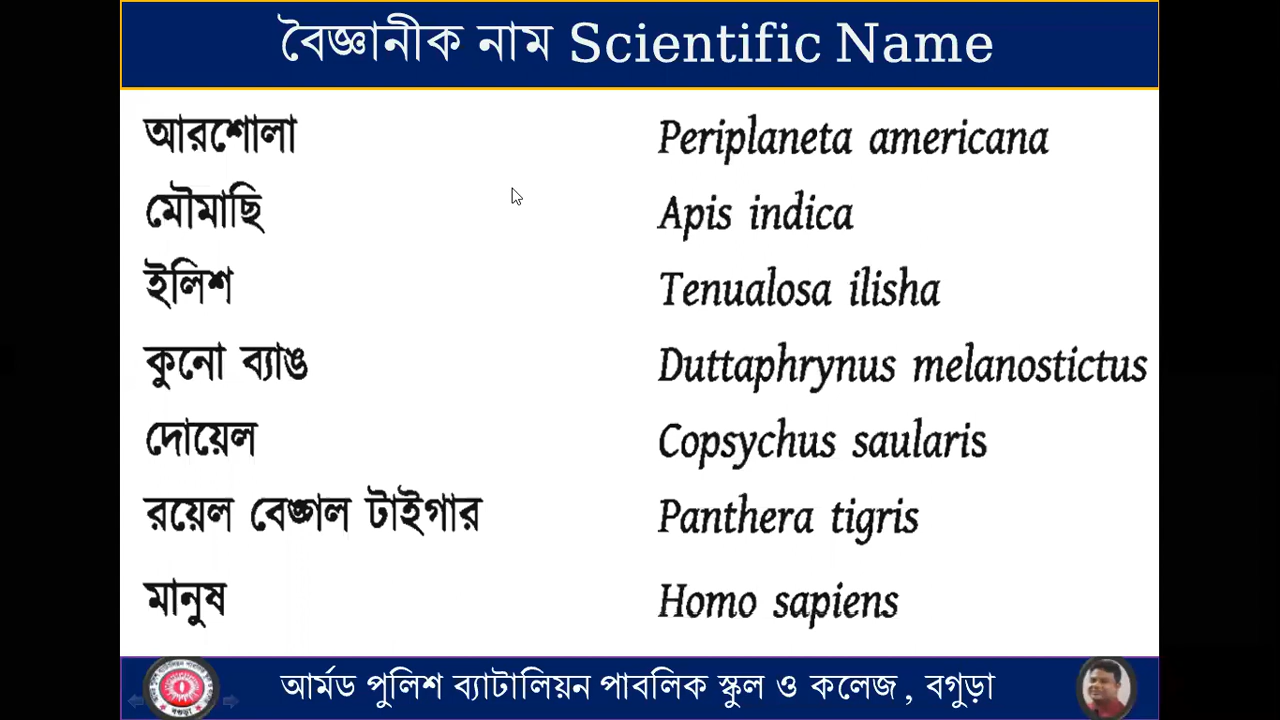 বৈজ্ঞানীক নাম Scientific Name
আরশোলা Periplaneta americana
মৌমাছি Apis indica
ইলিশ Tenualosa ilisha
কুনো ব্যাঙ Duttaphrynus melanostictus
দোয়েল Copsychus saularis
রয়েল বেঙ্গল টাইগার Panthera tigris
মানুষ Homo sapiens
আর্মড পুলিশ ব্যাটালিয়ন পাবলিক স্কুল ও কলেজ, বগুড়া
বগুড়া